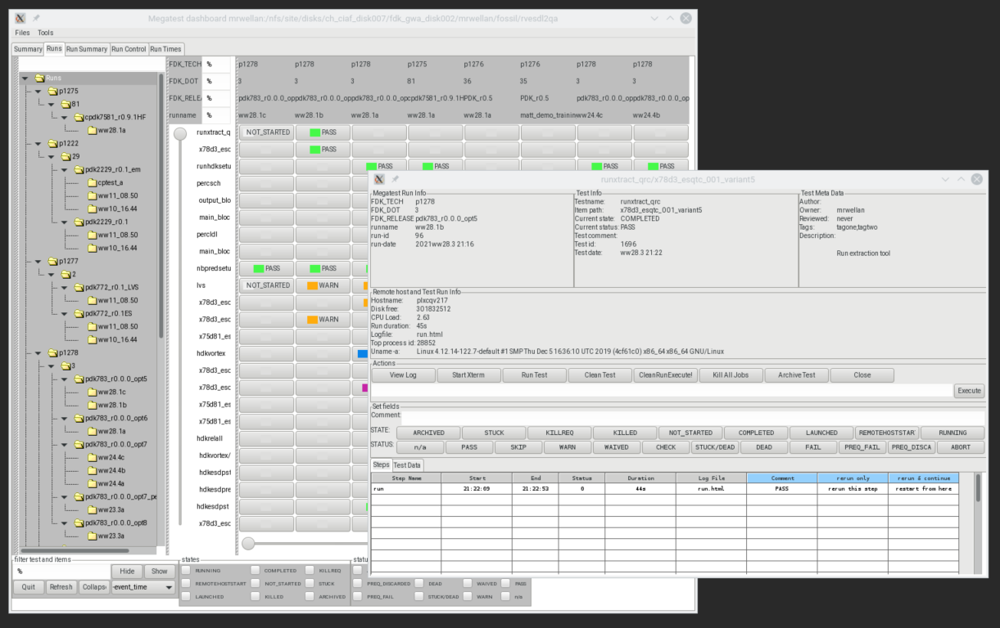 Megatest dashboard mrwellan:/nfs/site/disks/ch_ciaf_disk007/fdk_gwa_disk002/mrwellan/fossil/rvesdl2qa
Files Tools
Summary Runs Run Summary Run Control Run Times
Runs
p1275
81
cpdk7581_r0.9.1HF
ww28.1a
p1222
29
pdk2229_r0.1_em
cptest_a
ww11_08.50
ww10_16.44
pdk2229_r0.1
ww11_08.50
ww10_16.44
p1277
2
pdk772_r0.1_LVS
ww11_08.50
pdk772_r0.1ES
ww11_08.50
ww10_16.44
p1278
3
pdk783_r0.0.0_opt5
ww28.1c
ww28.1b
pdk783_r0.0.0_opt6
ww28.1a
pdk783_r0.0.0_opt7
ww24.4c
ww24.4b
ww24.4a
pdk783_r0.0.0_opt7_pe
ww23.3a
pdk783_r0.0.0_opt8
ww23.3a
FDK_TECH % p1278 p1278 p1278 p1275 p1276 p1276 p1278 p1278
FDK_DOT % 3 3 3 81 36 35 3 3
FDK_RELE % pdk783_r0.0.0_op pdk783_r0.0.0_op pdk783_r0.0.0_op cpdk7581_r0.9.1H PDK_r0.5 PDK_r0.5 pdk783_r0.0.0_op pdk783_r0.0.0_op
runname % ww28.1c ww28.1b ww28.1a ww28.1a ww28.1a matt_demo_trainin ww24.4c ww24.4b
runxtract_q NOT_STARTED PASS
x78d3_esc PASS
runhdksetu PASS PASS PASS PASS
percsch
output_blo
main_bloc
percldl
main_bloc
nbpredsetu PASS PASS
lvs NOT_STARTED WARN
x78d3_esc
x78d3_esc WARN
x75d81_es
hdkvortex
x78d3_esc
x78d3_esc
x75d81_es
x75d81_es
hdkrelall
hdkvortex/
hdkesdpst
hdkesdpre
hdkesdpst
x78d3_esc
filter test and items
%
Hide Show
Quit Refresh Collaps -event_time
states
RUNNING COMPLETED KILLREQ
REMOTEHOSTSTART NOT_STARTED STUCK
LAUNCHED KILLED ARCHIVED
statu
PREQ_DISCARDED DEAD WAIVED PASS
PREQ_FAIL STUCK/DEAD WARN n/a
runxtract_qrc/x78d3_esqtc_001_variant5
Megatest Run Info
FDK_TECH p1278
FDK_DOT 3
FDK_RELEASE pdk783_r0.0.0_opt5
runname ww28.1b
run-id 96
run-date 2021ww28.3 21:16
Test Info
Testname: runxtract_qrc
Item path: x78d3_esqtc_001_variant5
Current state: COMPLETED
Current status: PASS
Test comment:
Test id: 1696
Test date: ww28.3 21:22
Test Meta Data
Author:
Owner: mrwellan
Reviewed: never
Tags: tagone,tagtwo
Description:
Run extraction tool
Remote host and Test Run Info
Hostname: plxcqv217
Disk free: 301832512
CPU Load: 2.63
Run duration: 45s
Logfile: run.html
Top process id: 28852
Uname -a: Linux 4.12.14-122.7-default #1 SMP Thu Dec 5 16:36:10 UTC 2019 (4cf61c0) x86_64 x86_64 GNU/Linux
Actions
View Log Start Xterm Run Test Clean Test CleanRunExecute! Kill All Jobs Archive Test Close
Execute
Set fields
Comment:
STATE: ARCHIVED STUCK KILLREQ KILLED NOT_STARTED COMPLETED LAUNCHED REMOTEHOSTSTAR RUNNING
STATUS: n/a PASS SKIP WARN WAIVED CHECK STUCK/DEAD DEAD FAIL PREQ_FAIL PREQ_DISCA ABORT
Steps Test Data
Step Name Start End Status Duration Log File Comment rerun only rerun & continue
run 21:22:09 21:22:53 0 44s run.html PASS rerun this step restart from here